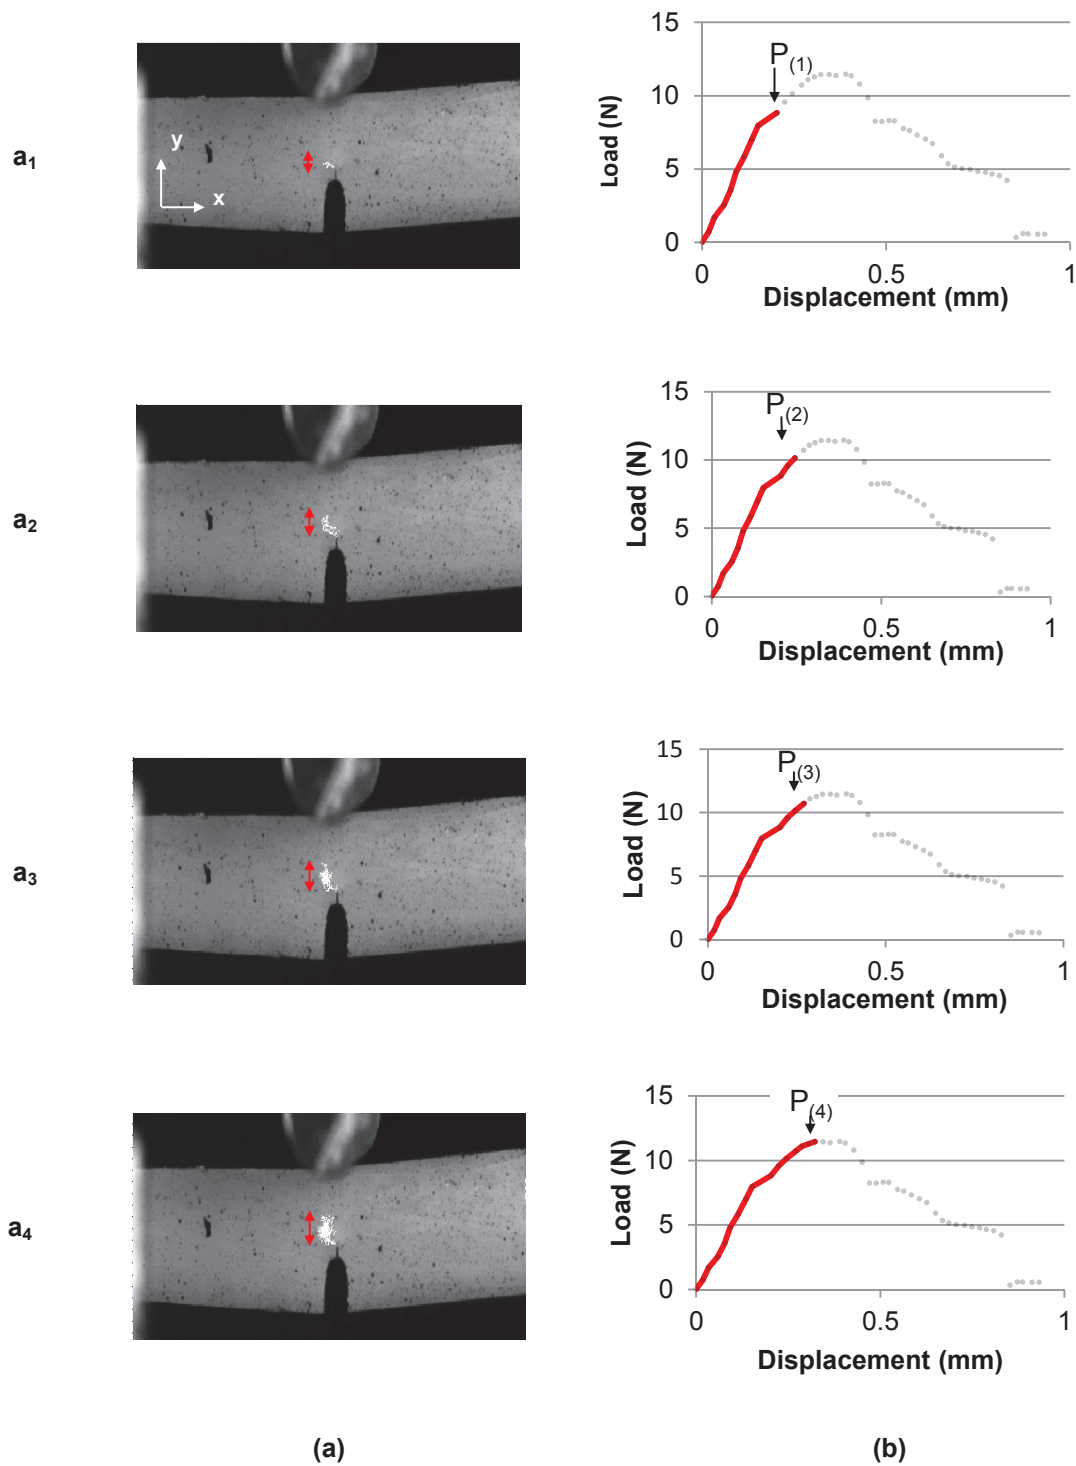 a1
y
x
15
10
5
0
Load (N)
P(1)
0
0.5
1
Displacement (mm)
a2
15
10
5
0
Load (N)
P(2)
0
0.5
1
Displacement (mm)
a3
15
10
5
0
Load (N)
P(3)
0
0.5
1
Displacement (mm)
a4
15
10
5
0
Load (N)
P(4)
0
0.5
1
Displacement (mm)
(a)
(b)